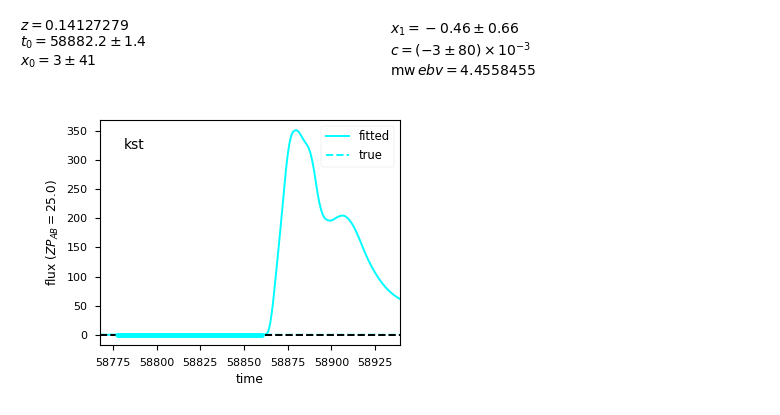 z = 0.14127279
t₀ = 58882.2 ± 1.4
x₀ = 3 ± 41
x₁ = −0.46 ± 0.66
c = (−3 ± 80) × 10⁻³
mw ebv = 4.4558455
kst
fitted
true
350
300
250
200
150
100
50
0
flux (ZP_AB = 25.0)
58775 58800 58825 58850 58875 58900 58925
time